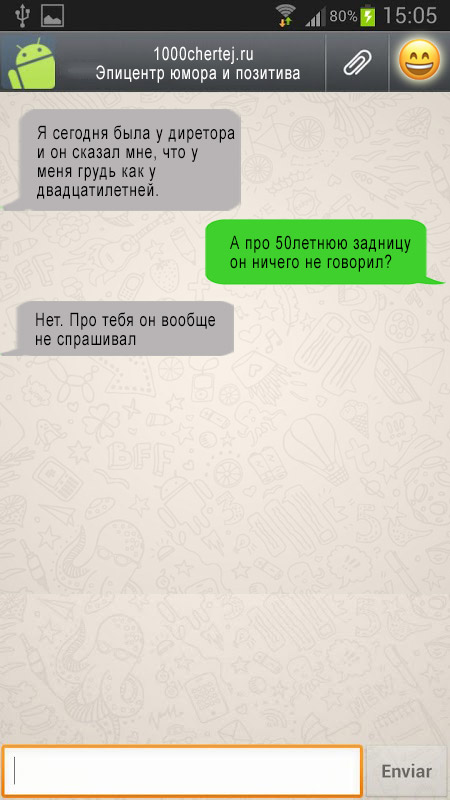 80% 15:05
1000chertej.ru
Эпицентр юмора и позитива
Я сегодня была у диретора
и он сказал мне, что у
меня грудь как у
двадцатилетней.
А про 50летнюю задницу
он ничего не говорил?
Нет. Про тебя он вообще
не спрашивал
BFF
Enviar